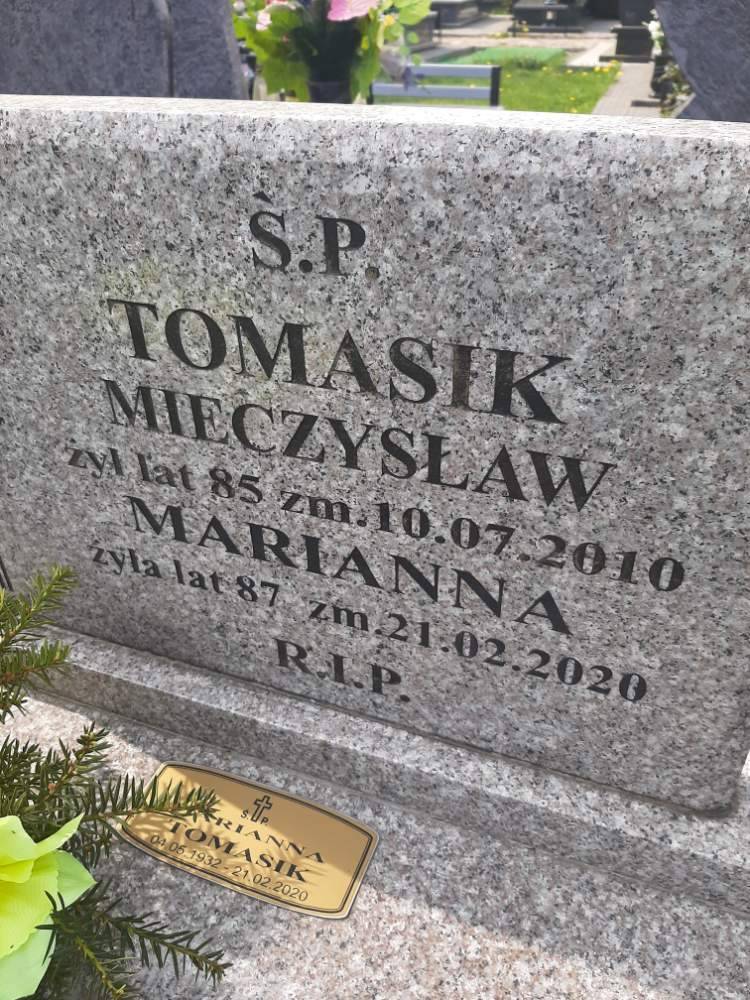 Ś.P.
TOMASIK
MIECZYSŁAW
żył lat 85 zm.10.07.2010
MARIANNA
żyła lat 87 zm.21.02.2020
R.I.P.
Ś. P.
MARIANNA
TOMASIK
04.05.1932 - 21.02.2020